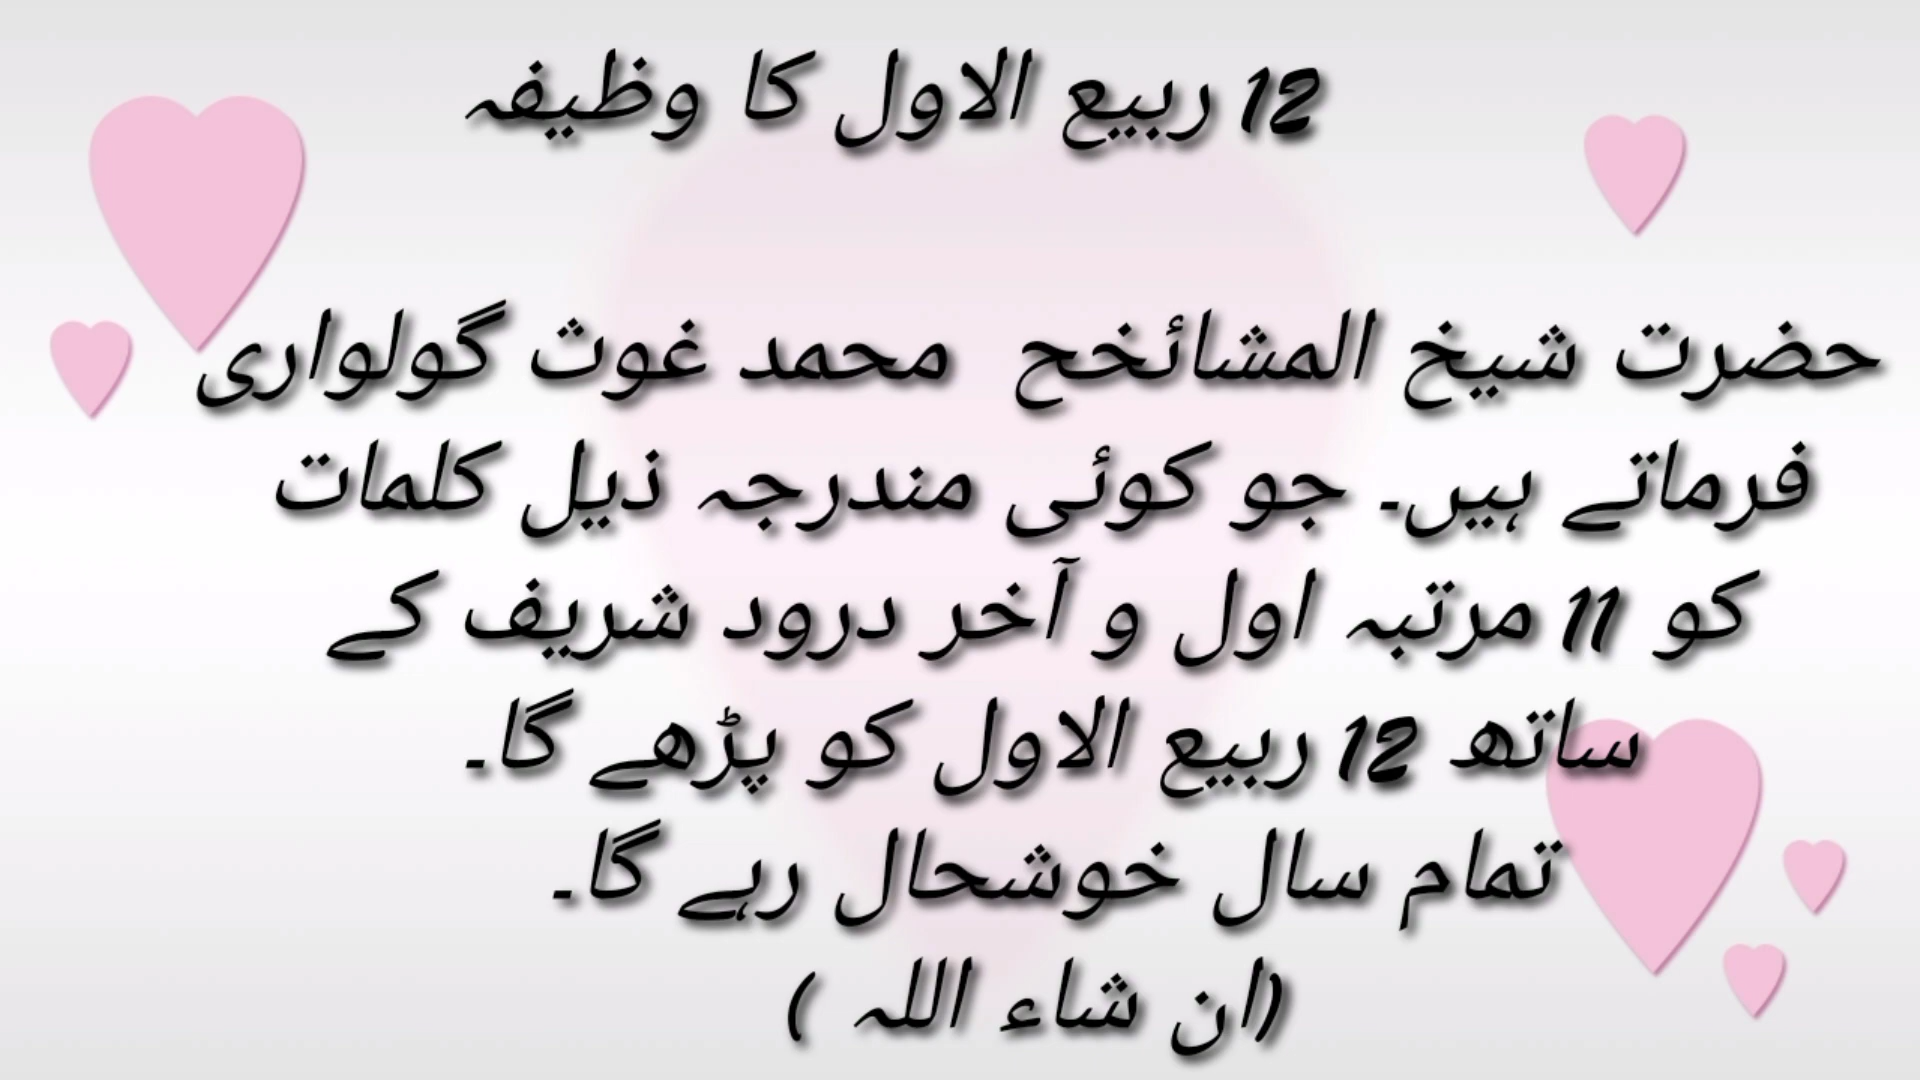 12 ربیع الاول کا وظیفہ
حضرت شیخ المشائخح محمد غوث گولواری
فرماتے ہیں۔ جو کوئی مندرجہ ذیل کلمات
کو 11 مرتبہ اول و آخر درود شریف کے
ساتھ 12 ربیع الاول کو پڑھے گا۔
تمام سال خوشحال رہے گا۔
(ان شاء اللہ )